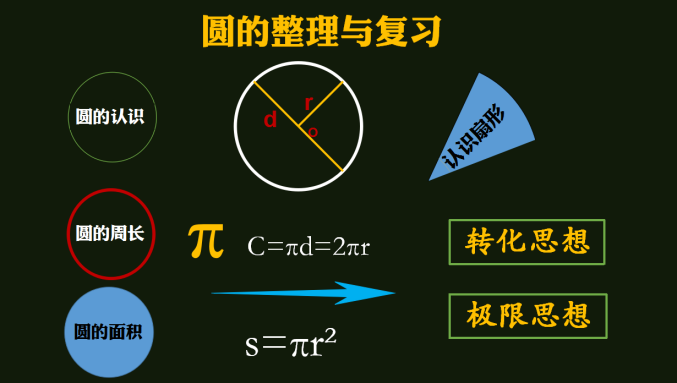 圆的整理与复习
圆的认识
d
r
o
认识扇形
圆的周长
π
C=πd=2πr
转化思想
圆的面积
s=πr²
极限思想